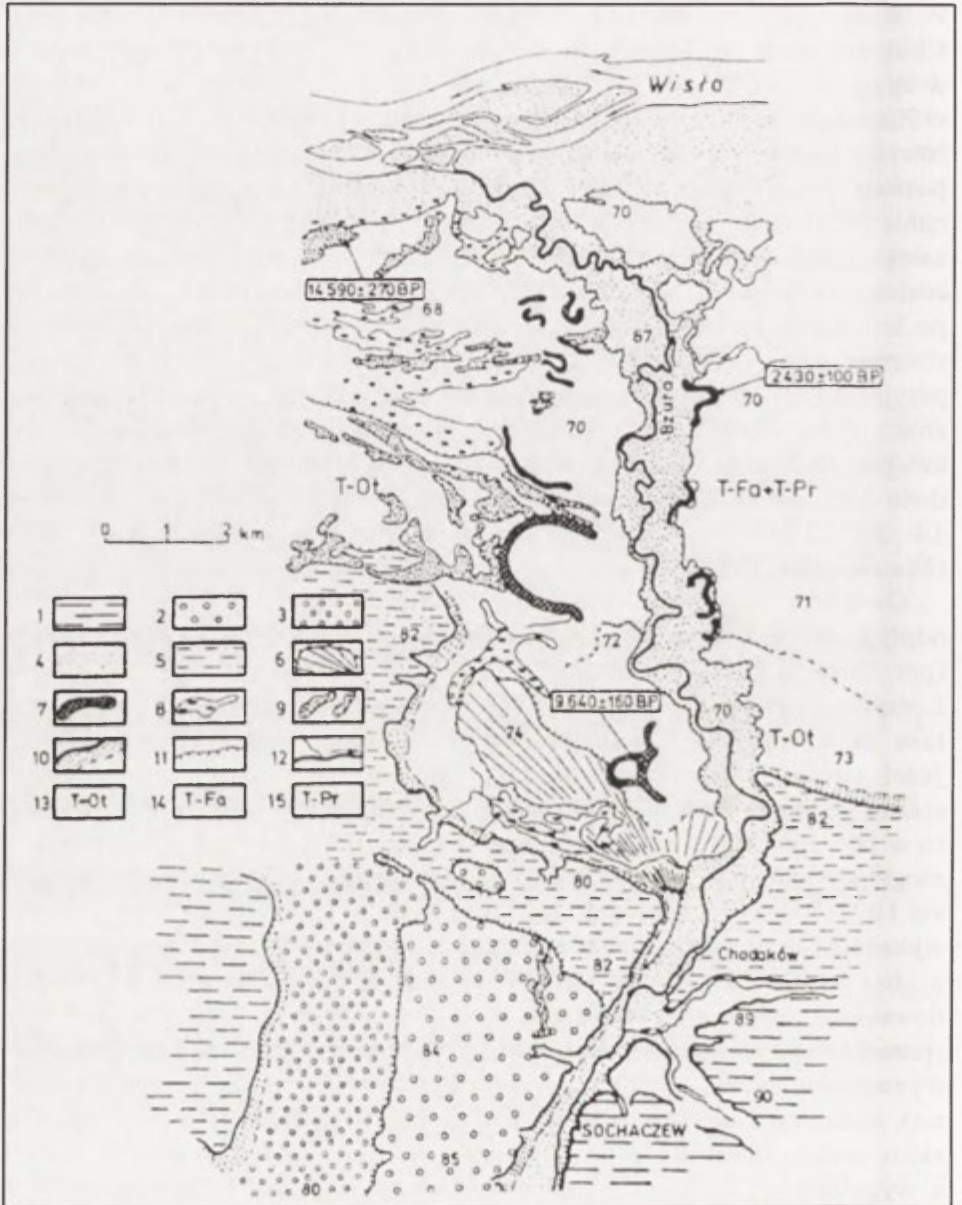 Wisła
70
14 590±270 BP
68
67
2430±100 BP
70
Bzura
70
T-Ot
T-Fa+T-Pr
0 1 2 km
71
1
2
3
82
72
4
5
6
9 640±160 BP
70
7
8
9
74
T-Ot
73
10
11
12
82
13 T-Ot
14 T-Fa
15 T-Pr
80
82
Chodaków
89
84
90
SOCHACZEW
85
80